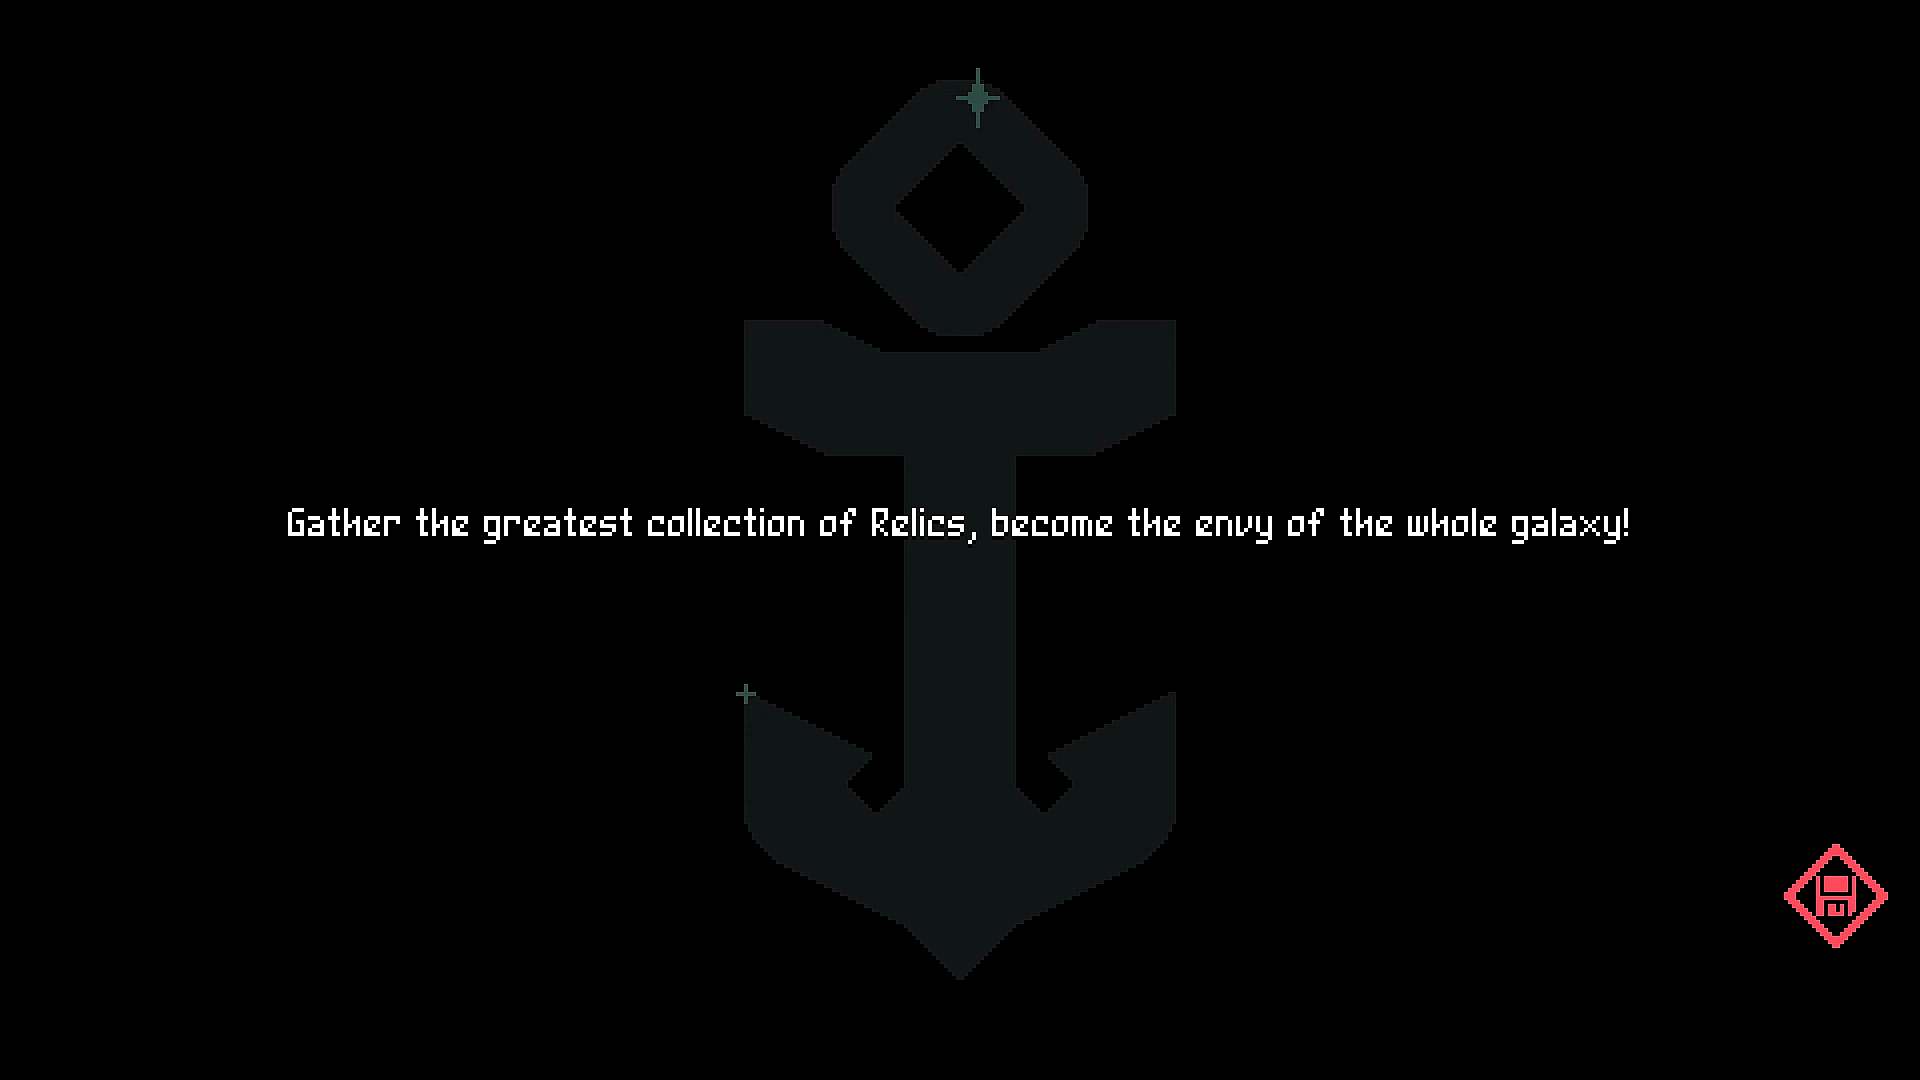 Gather the greatest collection of Relics, become the envy of the whole galaxy!